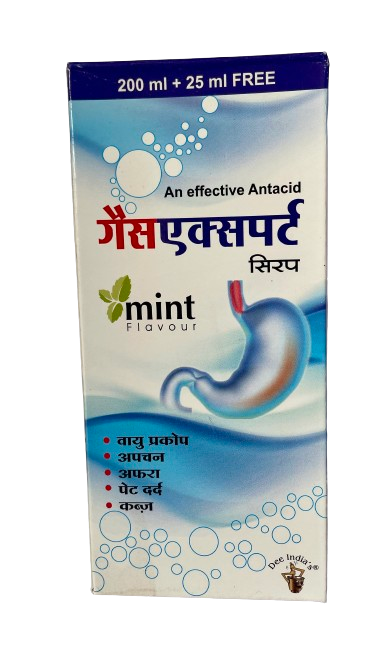 200 ml + 25 ml FREE
An effective Antacid
गैसएक्सपर्ट
सिरप
mint
Flavour
• वायु प्रकोप
• अपचन
• अफरा
• पेट दर्द
• कब्ज़
Dee India's®